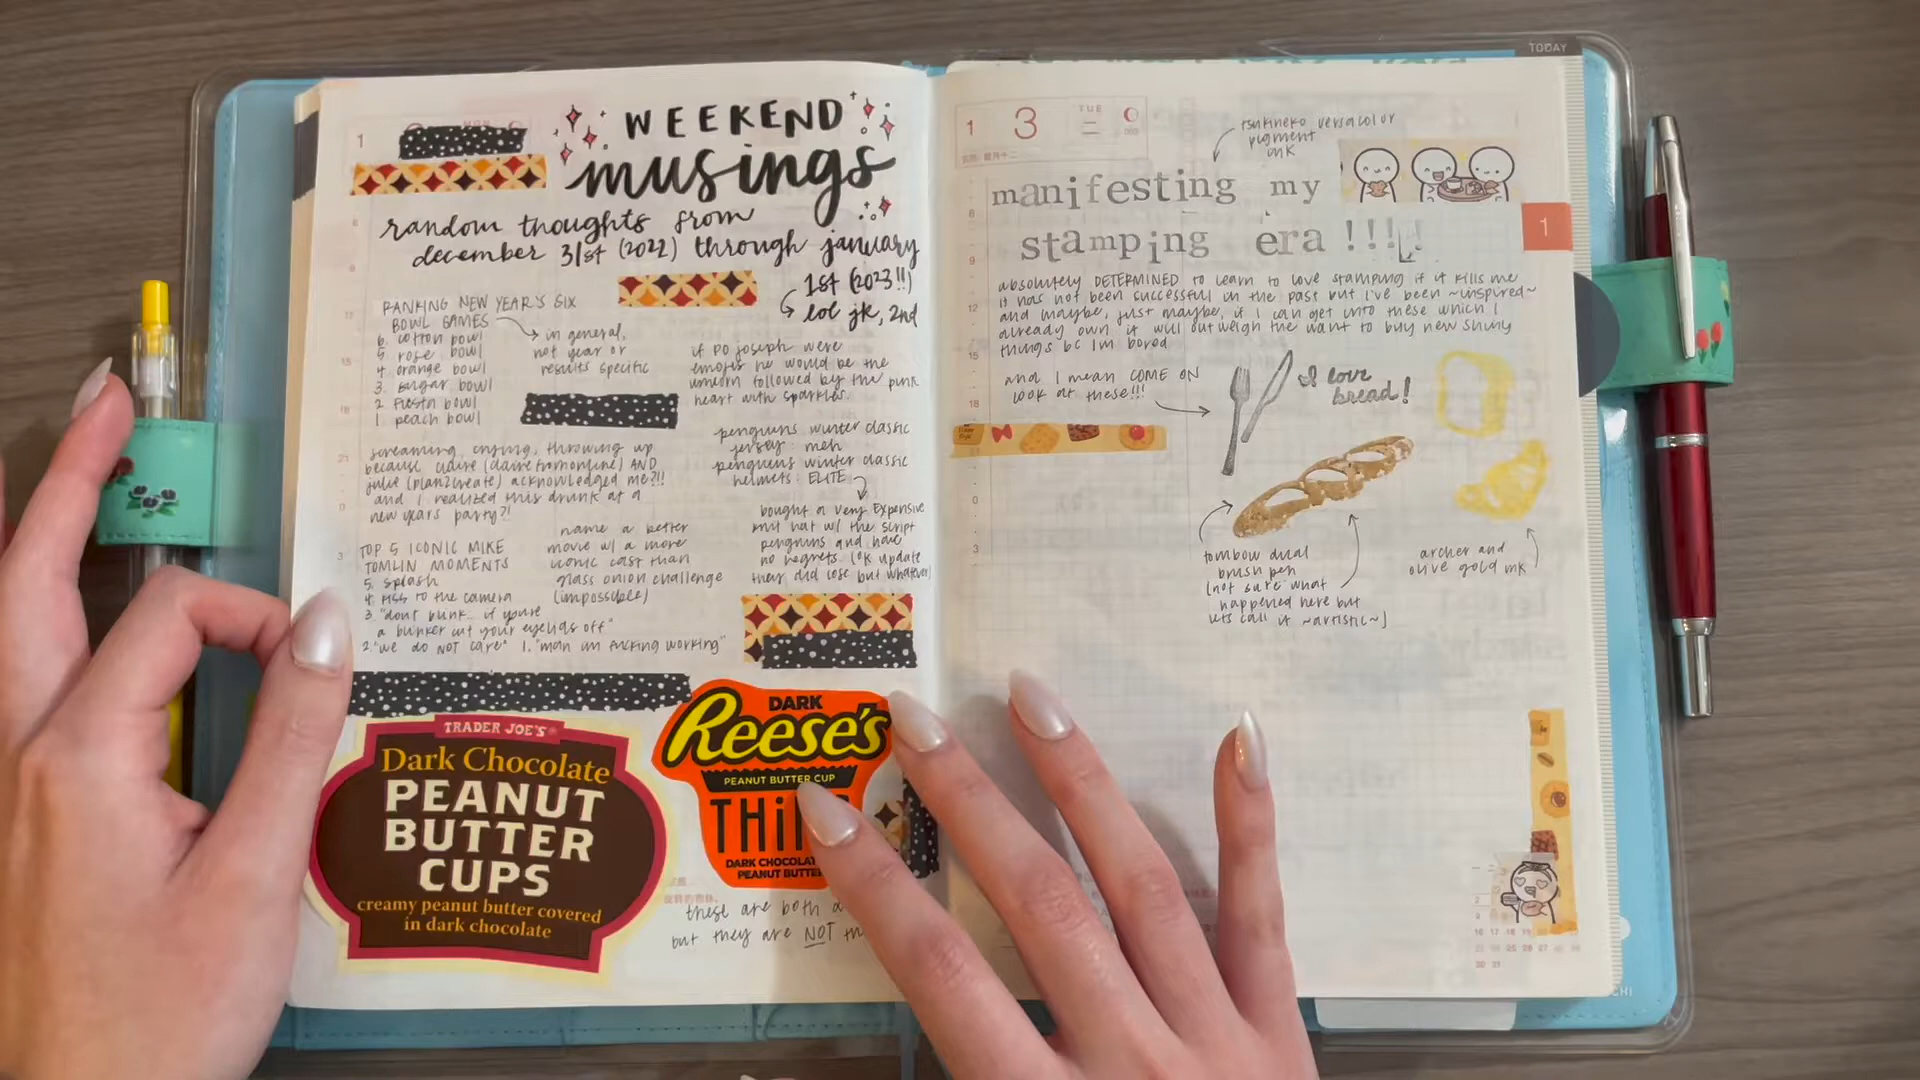 1
WEEKEND
musings
random thoughts from
december 31st (2022) through january
1st (2023!!)
lol jk, 2nd
RANKING NEW YEAR'S SIX
BOWL GAMES
6. cotton bowl
5. rose bowl
4. orange bowl
3. sugar bowl
2. fiesta bowl
1. peach bowl
in general,
not year or
results specific
if PO Joseph were
emojis he would be the
unicorn followed by the pink
heart with sparkles.
screaming, crying, throwing up
because claire (clairefromonline) AND
julie (plan2create) acknowledged me?!!
and I realized this drunk at a
new years party?!
penguins winter classic
jersey: meh
penguins winter classic
helmets: ELITE
bought a very expensive
knit hat w/ the script
penguins and have
no regrets. (ok update
they did lose but whatever)
name a better
movie w/ a more
iconic cast than
glass onion challenge
(impossible)
TOP 5 ICONIC MIKE
TOMLIN MOMENTS
5. splash
4. kiss to the camera
3. "dont blink... if youre
a blinker cut your eyelids off"
2. "we do NOT care" 1. "man im fucking working"
TRADER JOE'S
Dark Chocolate
PEANUT
BUTTER
CUPS
creamy peanut butter covered
in dark chocolate
DARK
Reese's
PEANUT BUTTER CUP
DARK
PEANUT
these are both
but they are NOT
TODAY
1 3 TUE
tsukineko versacolor
pigment
ink
manifesting my
stamping era !!!!
1
absolutely DETERMINED to learn to love stamping if it kills me
it has not been successful in the past but i've been ~inspired~
and maybe, just maybe, if I can get into these which I
already own it will outweigh the want to buy new shiny
things bc im bored
and I mean COME ON
look at these!!!
I love
bread!
tombow dual
brush pen
(not sure what
happened here but
lets call it ~artistic~)
archer and
olive gold ink